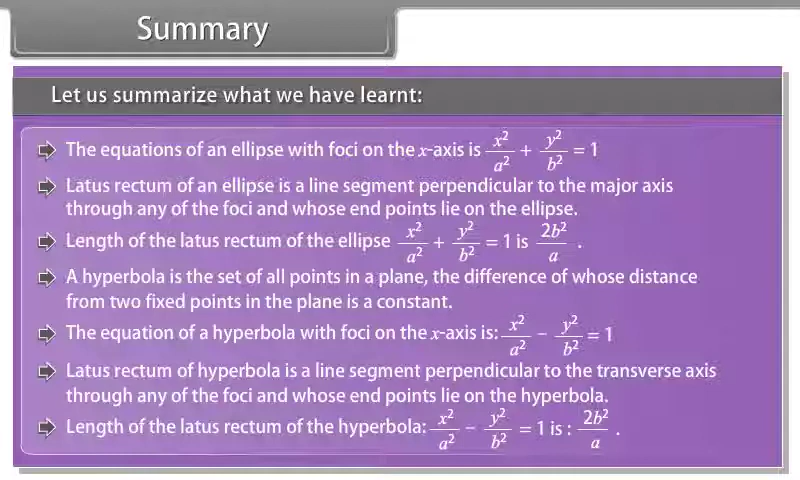 Summary
Let us summarize what we have learnt:
The equations of an ellipse with foci on the x-axis is x²/a² + y²/b² = 1
Latus rectum of an ellipse is a line segment perpendicular to the major axis
through any of the foci and whose end points lie on the ellipse.
Length of the latus rectum of the ellipse x²/a² + y²/b² = 1 is 2b²/a .
A hyperbola is the set of all points in a plane, the difference of whose distance
from two fixed points in the plane is a constant.
The equation of a hyperbola with foci on the x-axis is: x²/a² − y²/b² = 1
Latus rectum of hyperbola is a line segment perpendicular to the transverse axis
through any of the foci and whose end points lie on the hyperbola.
Length of the latus rectum of the hyperbola: x²/a² − y²/b² = 1 is : 2b²/a .